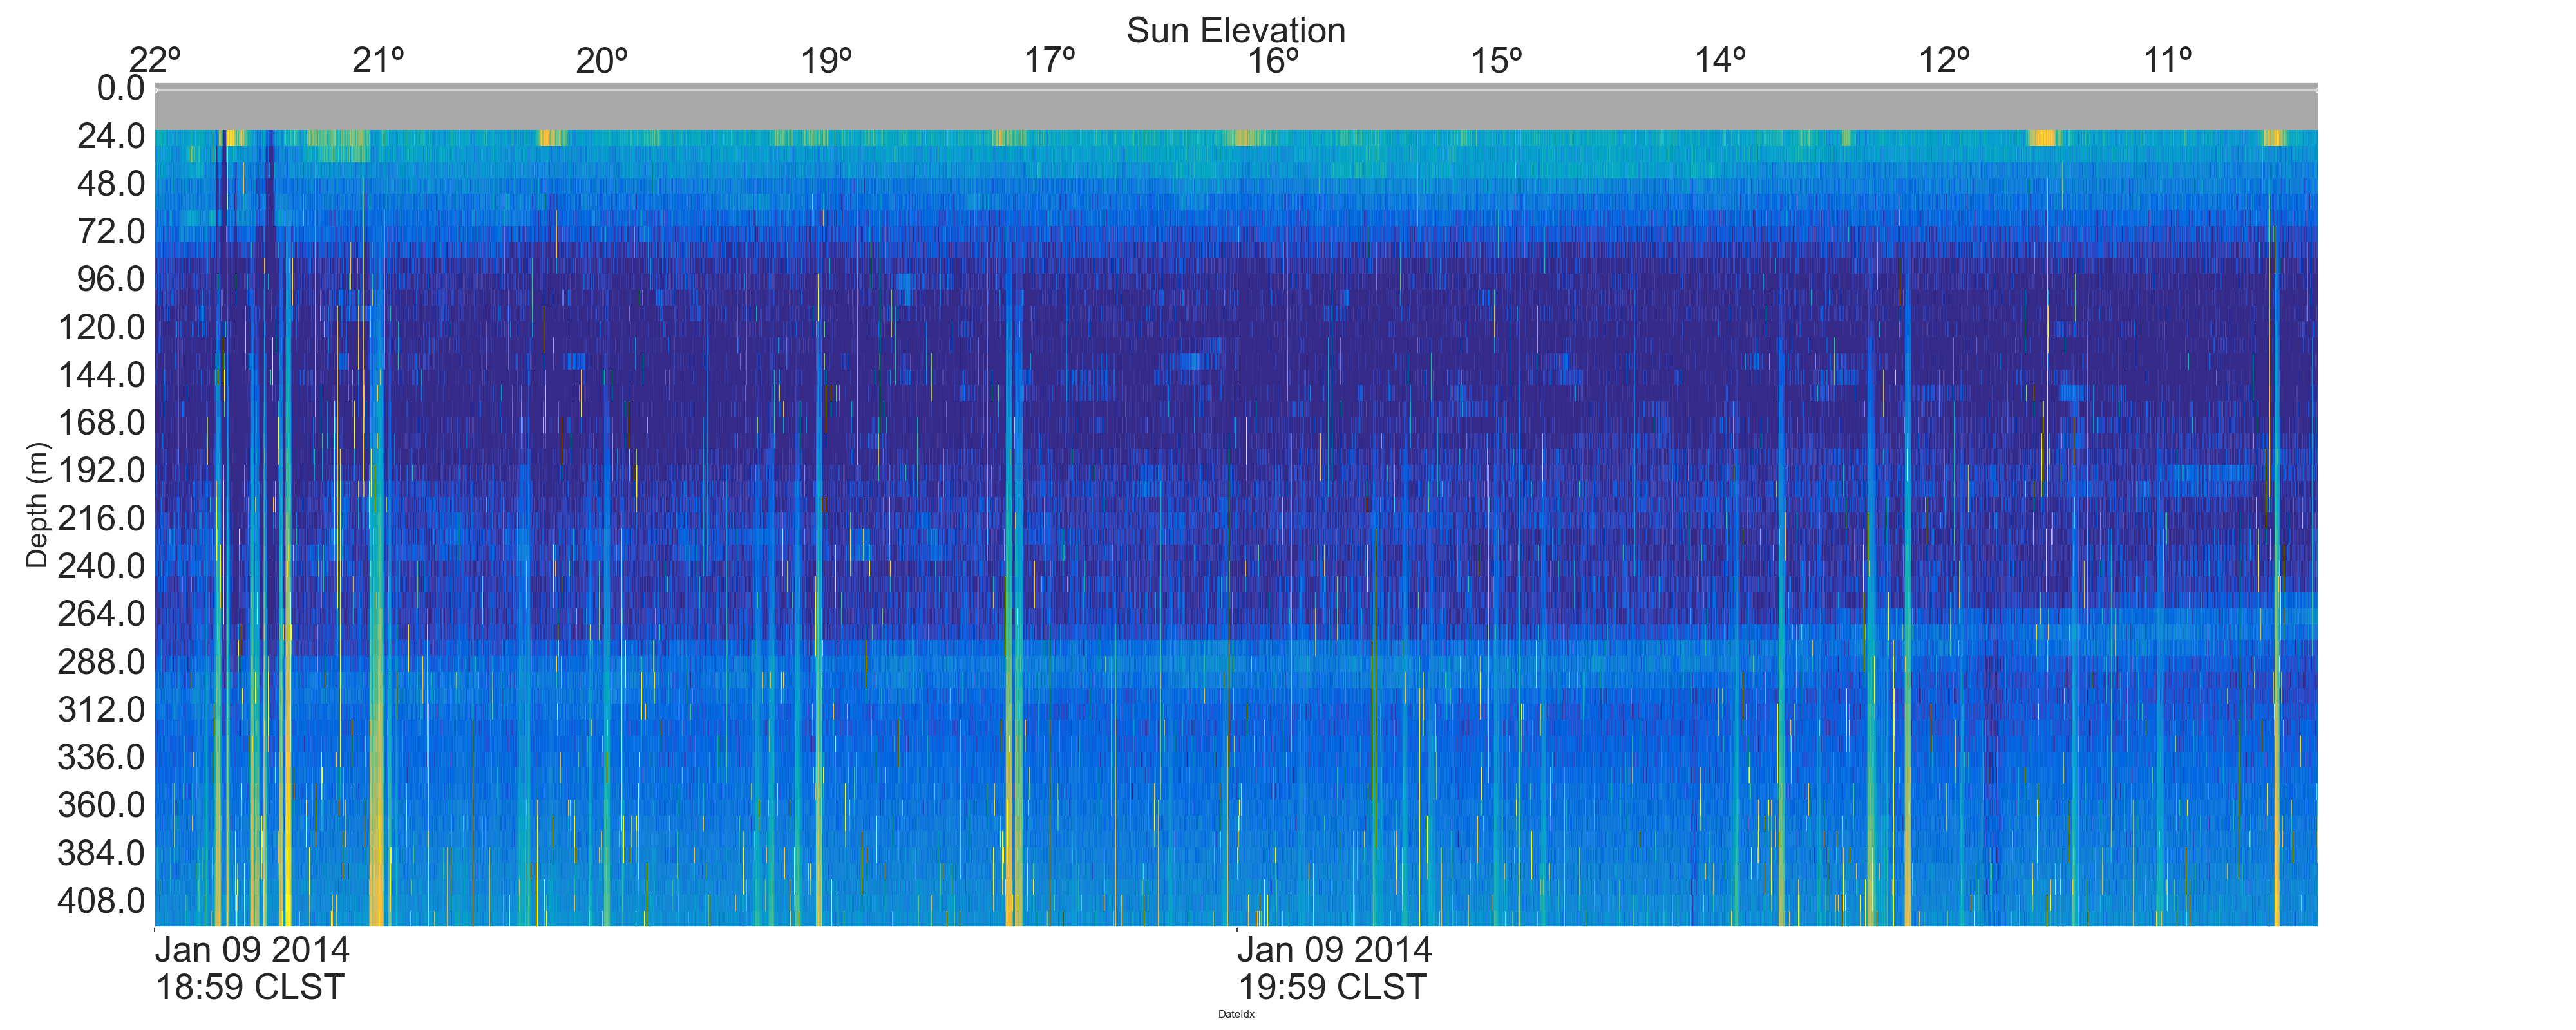 Sun Elevation
22º 21º 20º 19º 17º 16º 15º 14º 12º 11º
0.0
24.0
48.0
72.0
96.0
120.0
144.0
168.0
192.0
216.0
240.0
264.0
288.0
312.0
336.0
360.0
384.0
408.0
Depth (m)
Jan 09 2014
18:59 CLST
Jan 09 2014
19:59 CLST
DateIdx